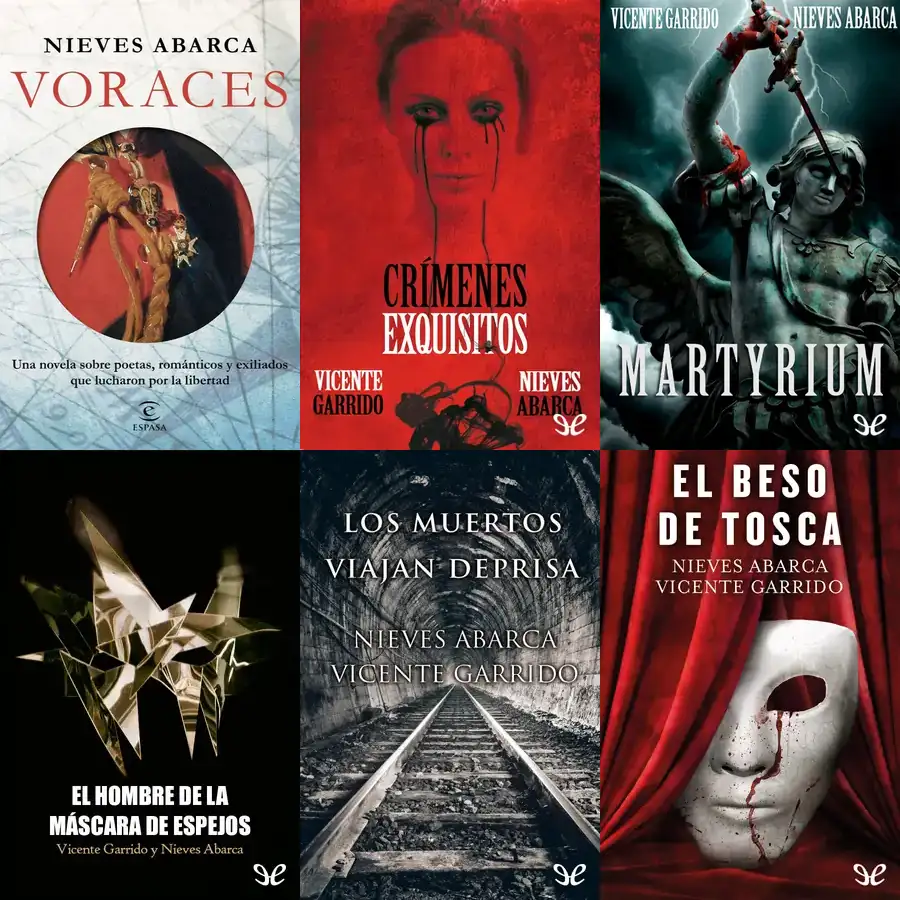 NIEVES ABARCA
VORACES
Una novela sobre poetas, románticos y exiliados
que lucharon por la libertad
ESPASA
CRÍMENES
EXQUISITOS
VICENTE
GARRIDO
NIEVES
ABARCA
VICENTE GARRIDO
NIEVES ABARCA
MARTYRIUM
EL HOMBRE DE LA
MÁSCARA DE ESPEJOS
Vicente Garrido y Nieves Abarca
LOS MUERTOS
VIAJAN DEPRISA
NIEVES ABARCA
VICENTE GARRIDO
EL BESO
DE TOSCA
NIEVES ABARCA
VICENTE GARRIDO